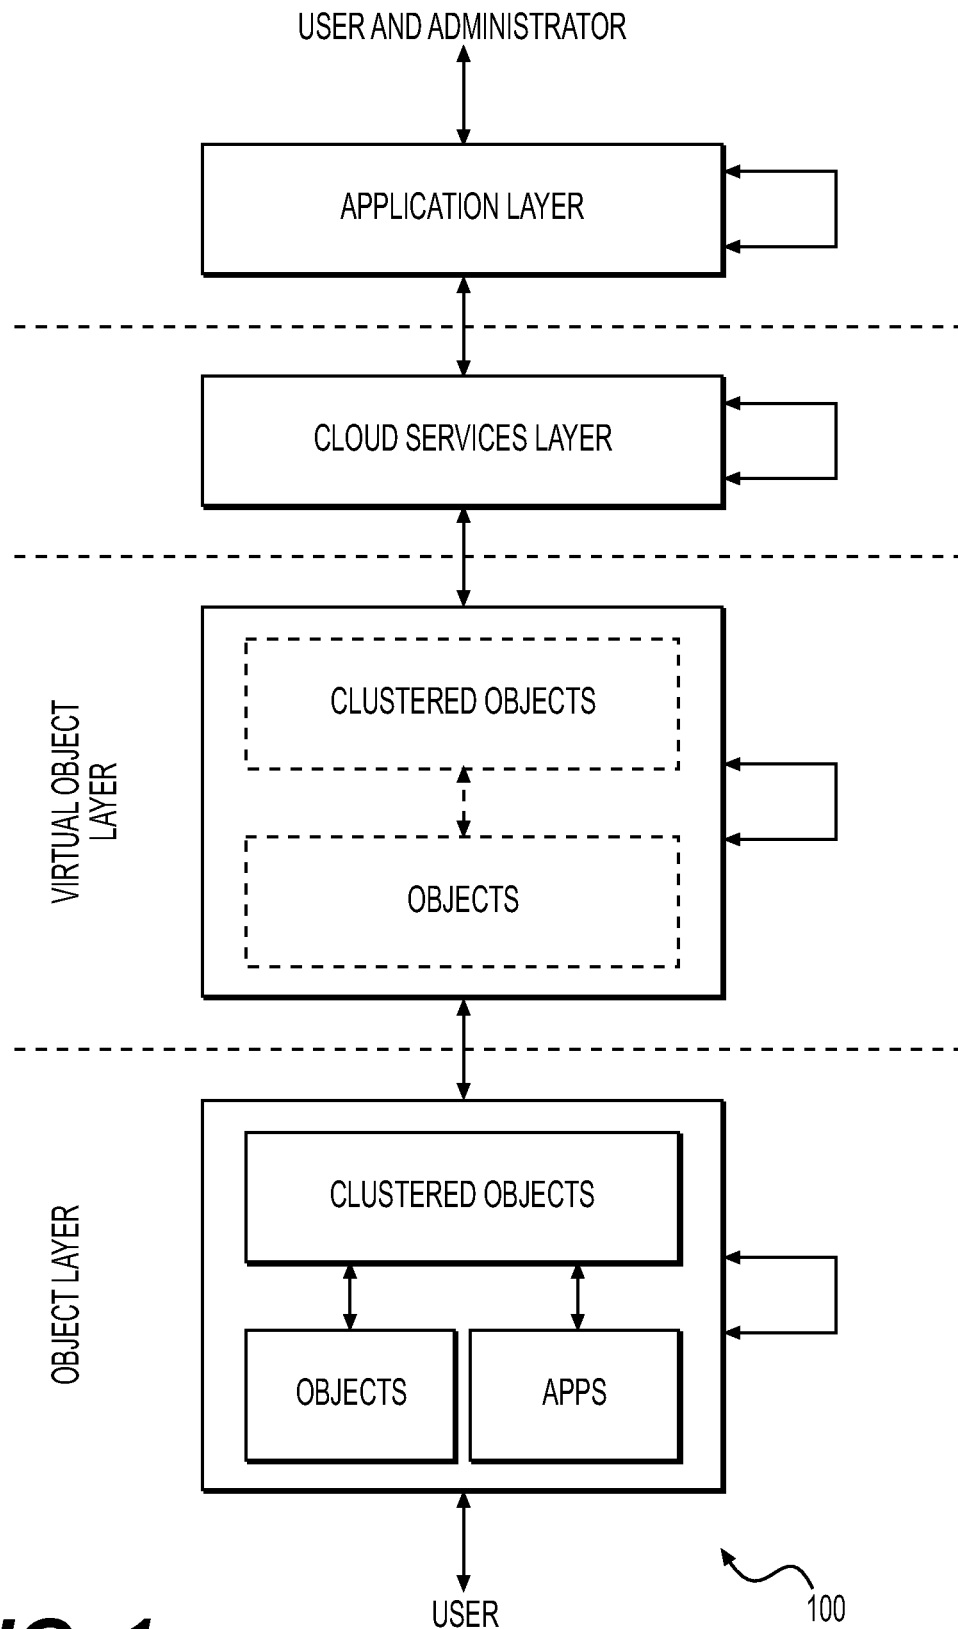 USER AND ADMINISTRATOR
APPLICATION LAYER
CLOUD SERVICES LAYER
VIRTUAL OBJECT
LAYER
CLUSTERED OBJECTS
OBJECTS
OBJECT LAYER
CLUSTERED OBJECTS
OBJECTS
APPS
USER
100